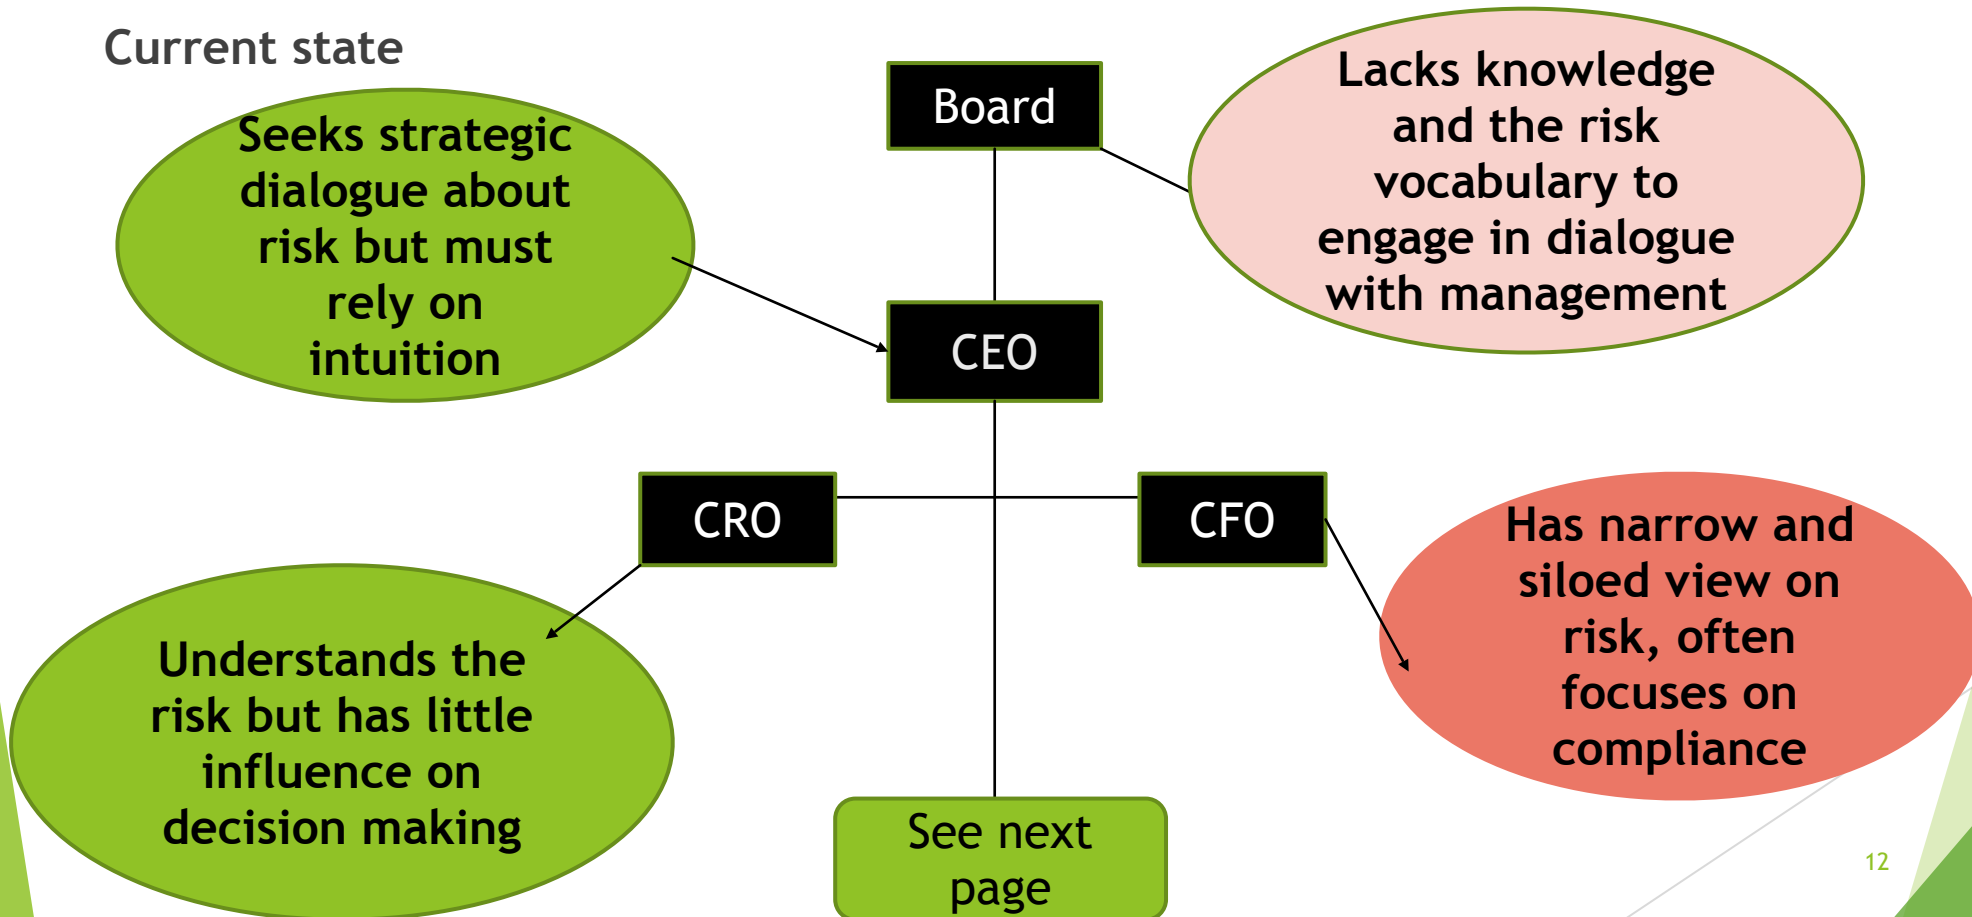 Current state
Seeks strategic
dialogue about
risk but must
rely on
intuition
Board
Lacks knowledge
and the risk
vocabulary to
engage in dialogue
with management
CEO
CRO
CFO
Understands the
risk but has little
influence on
decision making
Has narrow and
siloed view on
risk, often
focuses on
compliance
See next
page
12